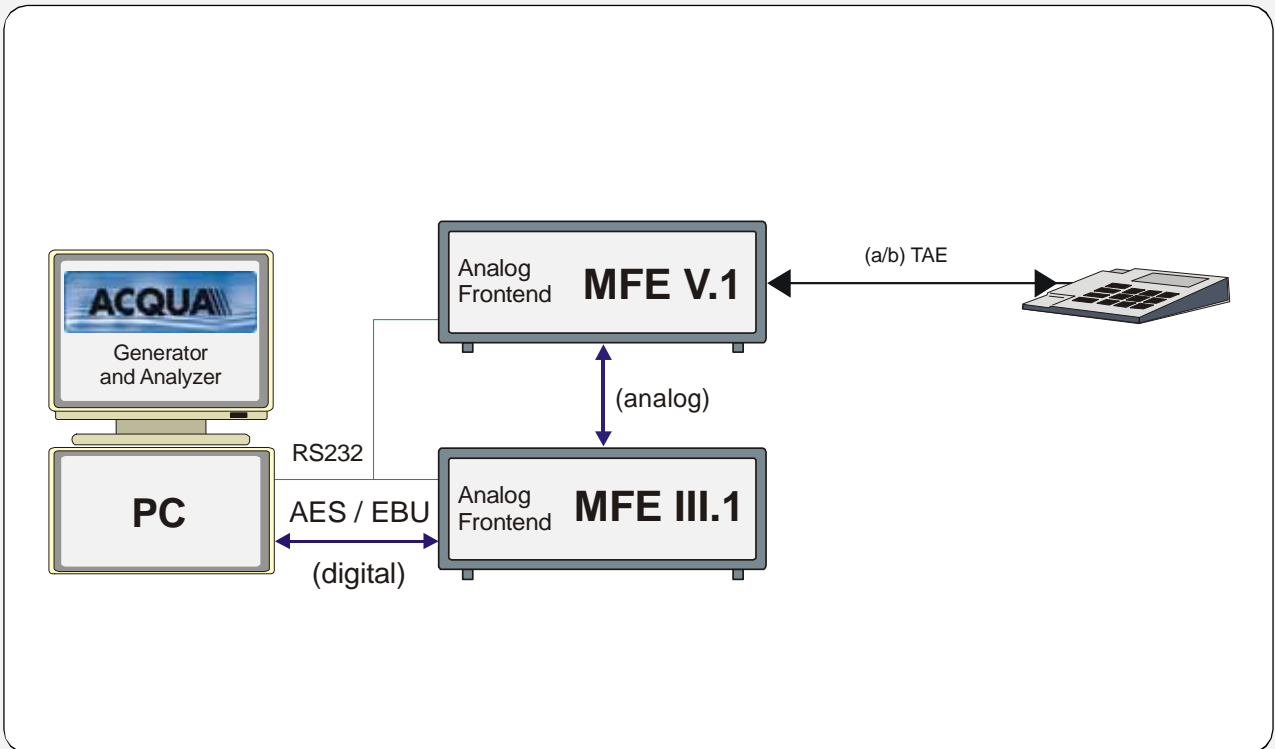 ACQUA
Generator
and Analyzer
PC
RS232
AES / EBU
(digital)
Analog
Frontend
MFE V.1
(analog)
Analog
Frontend
MFE III.1
(a/b) TAE